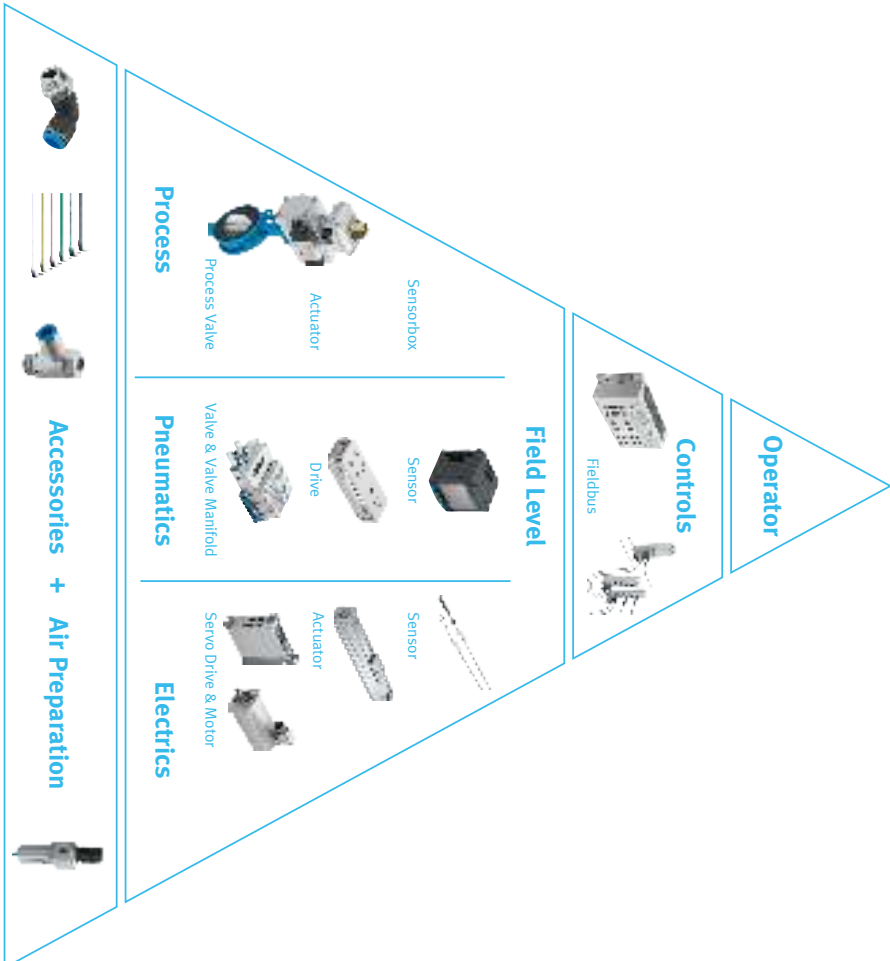 Operator
Controls
Fieldbus
Field Level
Sensorbox
Sensor
Sensor
Actuator
Drive
Actuator
Process Valve
Valve & Valve Manifold
Servo Drive & Motor
Process
Pneumatics
Electrics
Accessories + Air Preparation